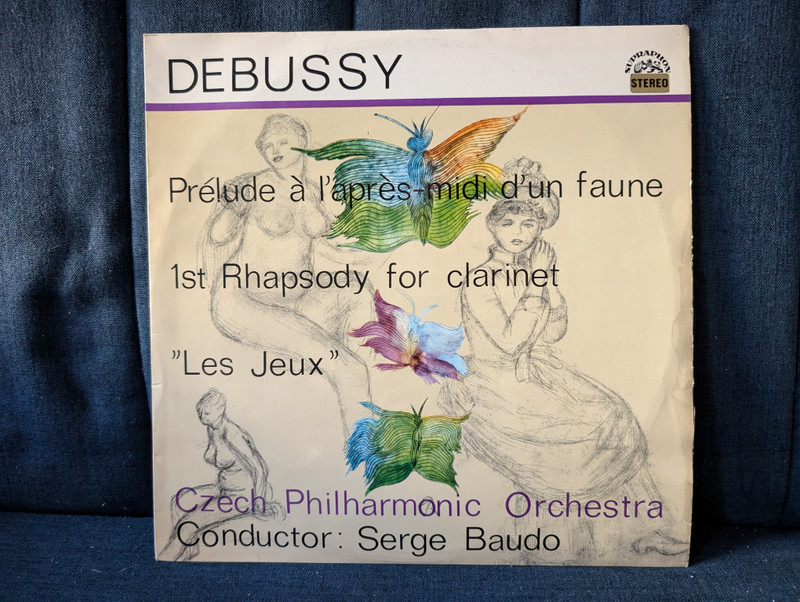 DEBUSSY
SUPRAPHON
STEREO
Prélude à l'après-midi d'un faune
1st Rhapsody for clarinet
"Les Jeux"
Czech Philharmonic Orchestra
Conductor: Serge Baudo